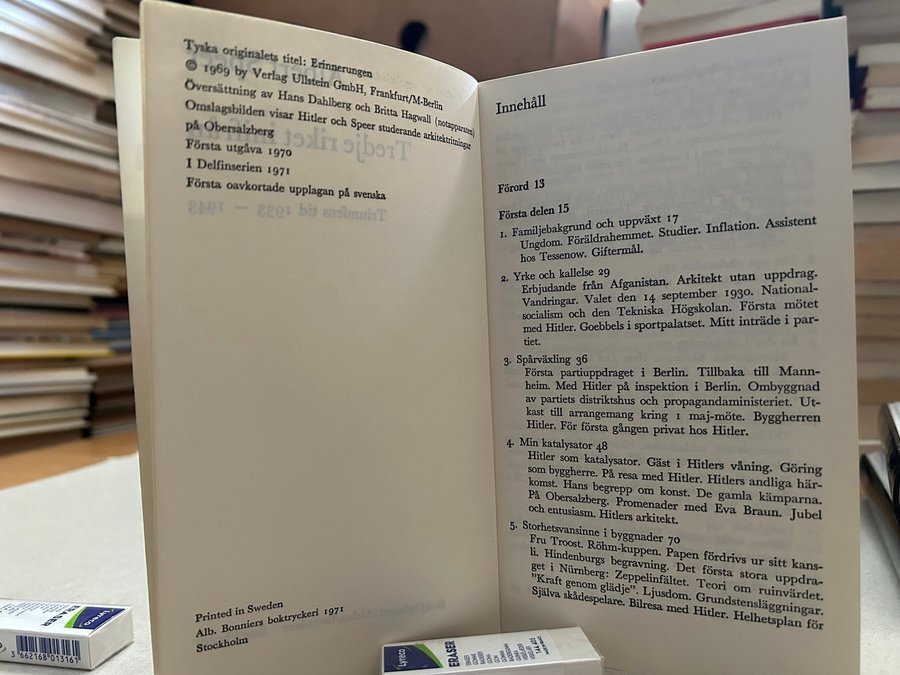 Tyska originalets titel: Erinnerungen
© 1969 by Verlag Ullstein GmbH, Frankfurt/M-Berlin
Översättning av Hans Dahlberg och Britta Hagwall (notapparaten)
Omslagsbilden visar Hitler och Speer studerande arkitektritningar
på Obersalzberg
Första utgåva 1970
I Delfinserien 1971
Första oavkortade upplagan på svenska
Printed in Sweden
Alb. Bonniers boktryckeri 1971
Stockholm
Innehåll
Förord 13
Första delen 15
1. Familjebakgrund och uppväxt 17
Ungdom. Föräldrahemmet. Studier. Inflation. Assistent
hos Tessenow. Giftermål.
2. Yrke och kallelse 29
Erbjudande från Afganistan. Arkitekt utan uppdrag.
Vandringar. Valet den 14 september 1930. National-
socialism och den Tekniska Högskolan. Första mötet
med Hitler. Goebbels i sportpalatset. Mitt inträde i par-
tiet.
3. Spårväxling 36
Första partiuppdraget i Berlin. Tillbaka till Mann-
heim. Med Hitler på inspektion i Berlin. Ombyggnad
av partiets distriktshus och propagandaministeriet. Ut-
kast till arrangemang kring 1 maj-möte. Byggherren
Hitler. För första gången privat hos Hitler.
4. Min katalysator 48
Hitler som katalysator. Gäst i Hitlers våning. Göring
som byggherre. På resa med Hitler. Hitlers andliga här-
komst. Hans begrepp om konst. De gamla kämparna.
På Obersalzberg. Promenader med Eva Braun. Jubel
och entusiasm. Hitlers arkitekt.
5. Storhetsvansinne i byggnader 70
Fru Troost. Röhm-kuppen. Papen fördrivs ur sitt kans-
li. Hindenburgs begravning. Det första stora uppdra-
get i Nürnberg: Zeppelinfältet. Teori om ruinvärdet.
"Kraft genom glädje". Ljusdom. Grundstensläggningar.
Själva skådespelare. Bilresa med Hitler. Helhetsplan för
Lyreco
ERASER
3 662168 013161
Lyreco
ERASER